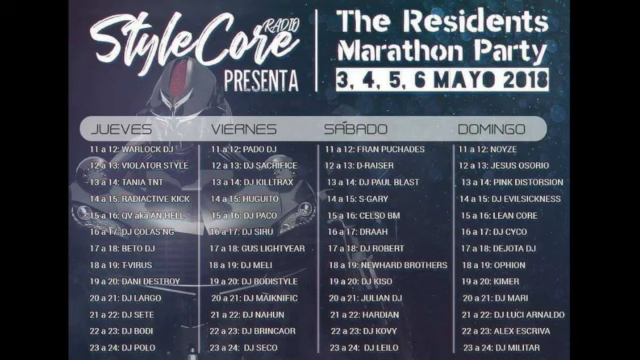 StyleCore
RADIO
PRESENTA
The Residents
Marathon Party
3, 4, 5, 6 MAYO 2018
JUEVES
11 a 12: WARLOCK DJ
12 a 13: VIOLATOR STYLE
13 a 14: TANIA TNT
14 a 15: RADIACTIVE KICK
15 a 16: QV aka AN HELL
16 a 17: DJ COLAS NG
17 a 18: BETO DJ
18 a 19: T-VIRUS
19 a 20: DANI DESTROY
20 a 21: DJ LARGO
21 a 22: DJ SETE
22 a 23: DJ BODI
23 a 24: DJ POLO
VIERNES
11 a 12: PADO DJ
12 a 13: DJ SACRIFICE
13 a 14: DJ KILLTRAX
14 a 15: HUGUITO
15 a 16: DJ PACO
16 a 17: DJ SIRU
17 a 18: GUS LIGHTYEAR
18 a 19: DJ MELI
19 a 20: DJ BODISTYLE
20 a 21: DJ MÄIKNIFIC
21 a 22: DJ NAHUN
22 a 23: DJ BRINCAOR
23 a 24: DJ SECO
SÁBADO
11 a 12: FRAN PUCHADES
12 a 13: D-RAISER
13 a 14: DJ PAUL BLAST
14 a 15: S-GARY
15 a 16: CELSO BM
16 a 17: DRAAH
17 a 18: DJ ROBERT
18 a 19: NEWHARD BROTHERS
19 a 20: DJ KISO
20 a 21: JULIAN DJ
21 a 22: HARDIAN
22 a 23: DJ KOVY
23 a 24: DJ LEILO
DOMINGO
11 a 12: NOYZE
12 a 13: JESUS OSORIO
13 a 14: PINK DISTORSION
14 a 15: DJ EVILSICKNESS
15 a 16: LEAN CORE
16 a 17: DJ CYCO
17 a 18: DEJOTA DJ
18 a 19: OPHION
19 a 20: KIMER
20 a 21: DJ MARI
21 a 22: DJ LUCI ARNALDO
22 a 23: ALEX ESCRIVA
23 a 24: DJ MILITAR